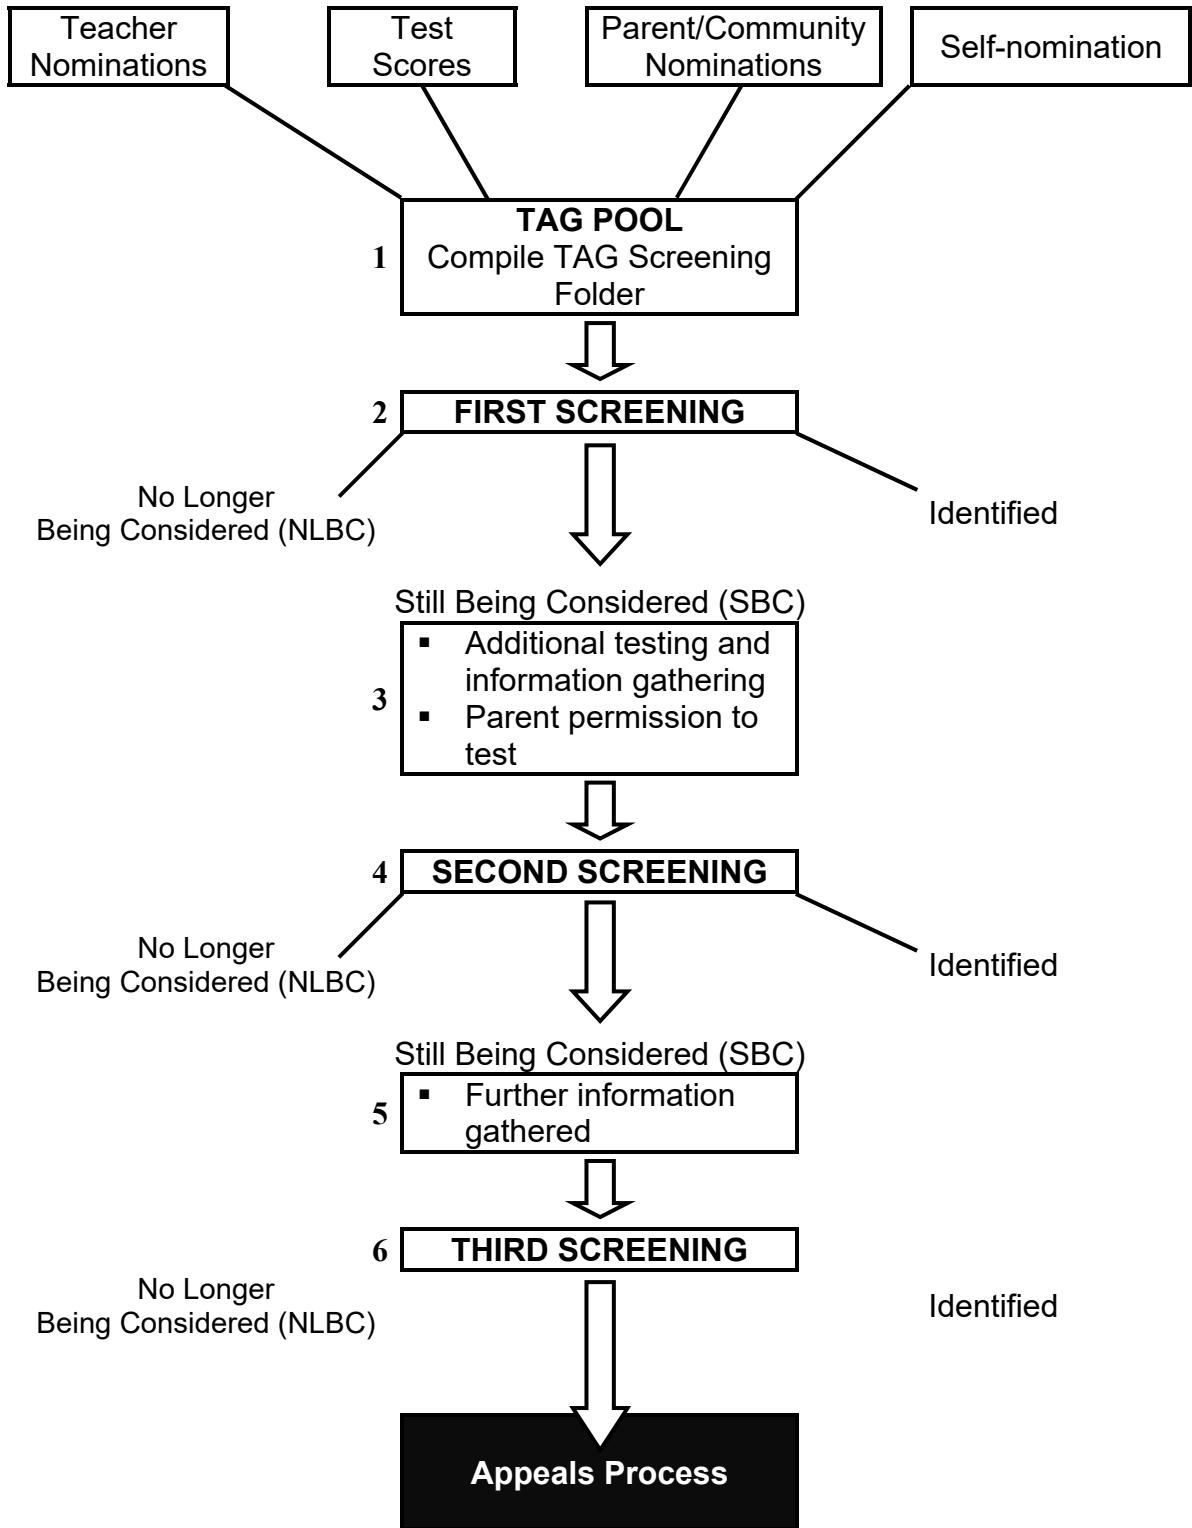 Teacher
Nominations
Test
Scores
Parent/Community
Nominations
Self-nomination
TAG POOL
1
Compile TAG Screening
Folder
2
FIRST SCREENING
No Longer
Being Considered (NLBC)
Identified
Still Being Considered (SBC)
3
▪ Additional testing and
information gathering
▪ Parent permission to
test
4
SECOND SCREENING
No Longer
Being Considered (NLBC)
Identified
Still Being Considered (SBC)
5
▪ Further information
gathered
6
THIRD SCREENING
No Longer
Being Considered (NLBC)
Identified
Appeals Process